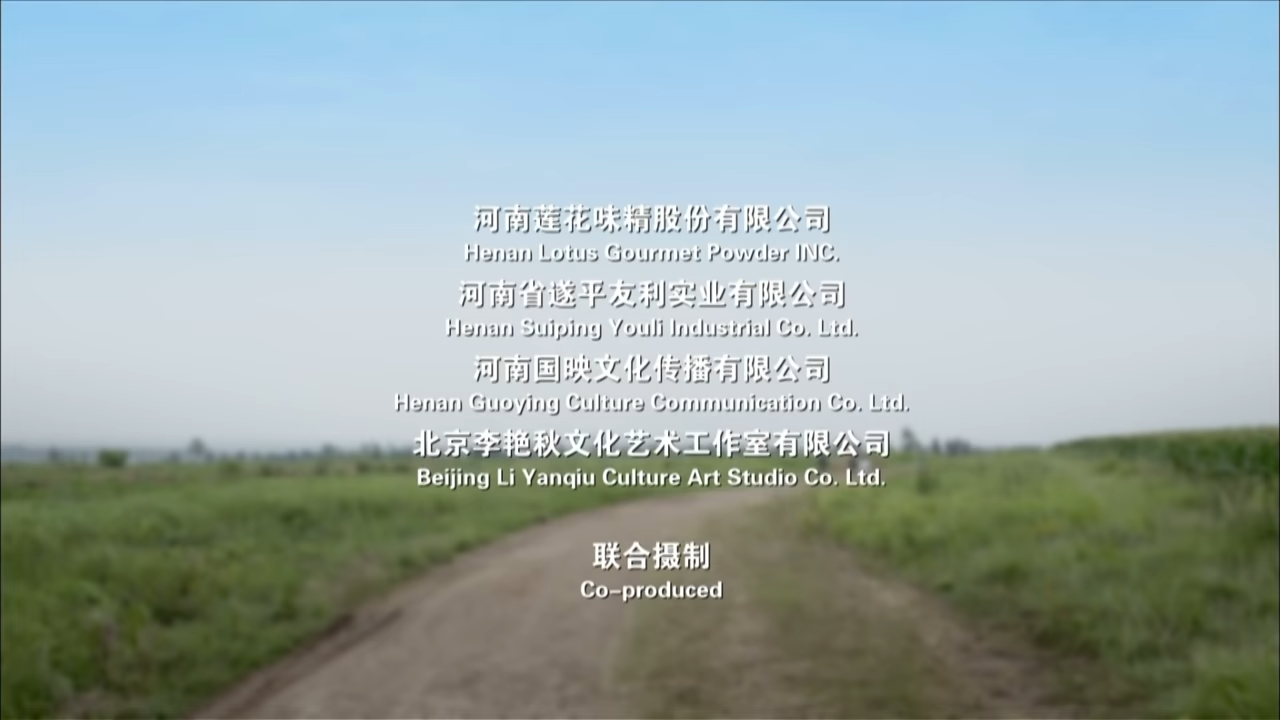 河南莲花味精股份有限公司
Henan Lotus Gourmet Powder INC.
河南省遂平友利实业有限公司
Henan Suiping Youli Industrial Co. Ltd.
河南国映文化传播有限公司
Henan Guoying Culture Communication Co. Ltd.
北京李艳秋文化艺术工作室有限公司
Beijing Li Yanqiu Culture Art Studio Co. Ltd.
联合摄制
Co-produced